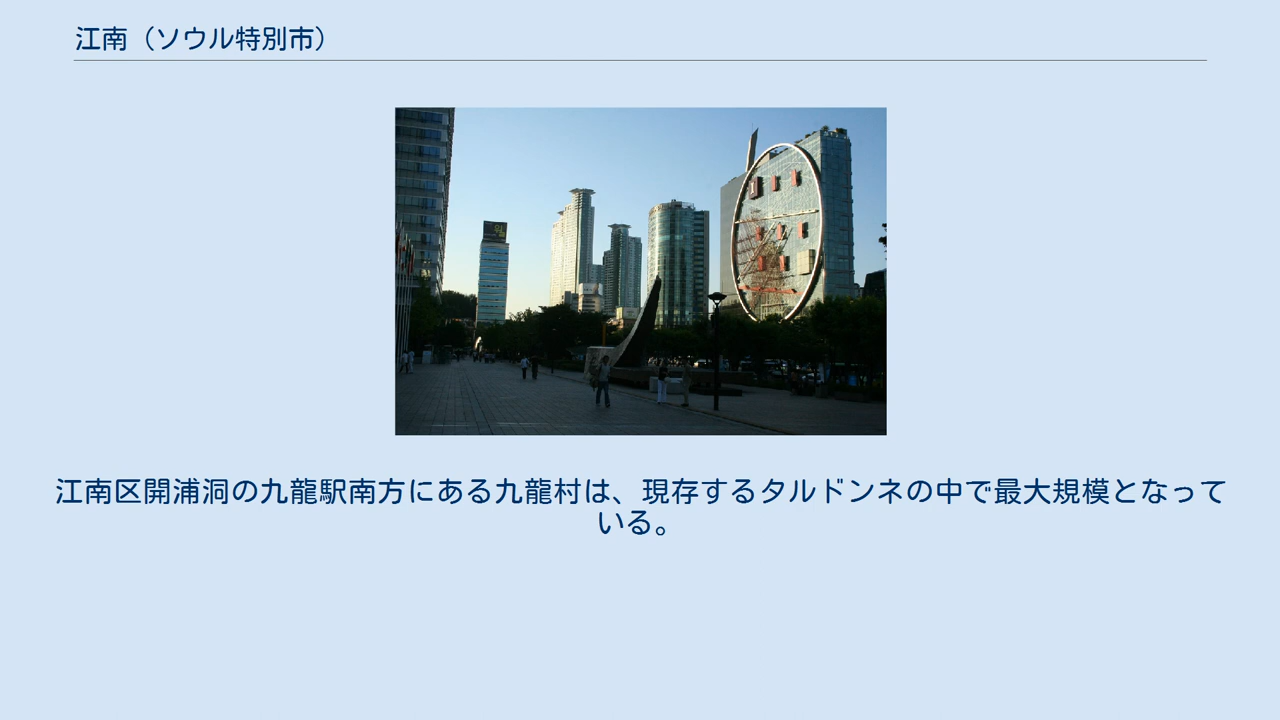 江南（ソウル特別市）
江南区開浦洞の九龍駅南方にある九龍村は、現存するタルドンネの中で最大規模となって
いる。